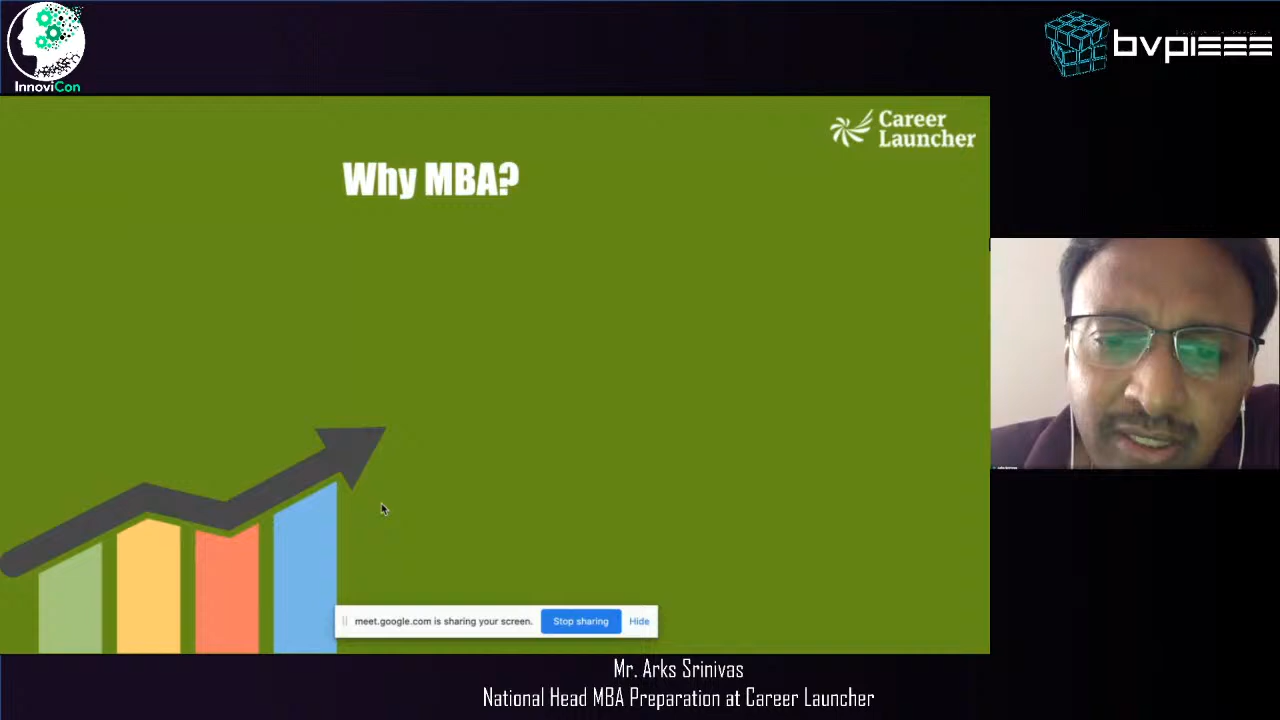 InnoviCon
bvpieee
Career
Launcher
Why MBA?
meet.google.com is sharing your screen.
Stop sharing
Hide
Mr. Arks Srinivas
National Head MBA Preparation at Career Launcher